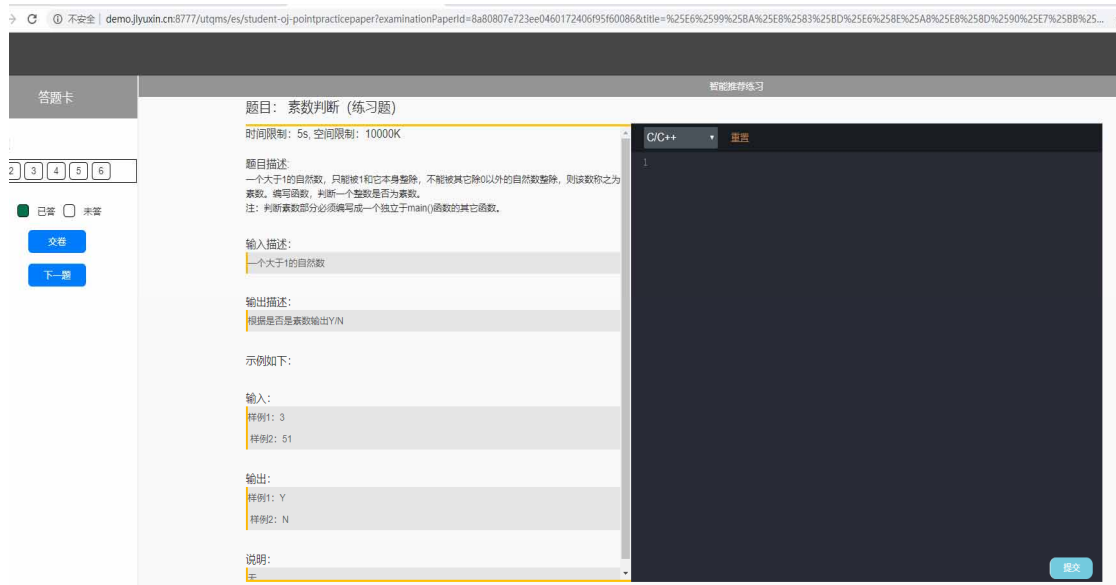 不安全 | demo.jlyuxin.cn:8777/utqms/es/student-oj-pointpracticepaper?examinationPaperId=8a80807e723ee0460172406f95f60086&title=%25E6%2599%25BA%25E8%2583%25BD%25E6%258E%25A8%25E8%258D%2590%25E7%25BB%25...
智能推荐练习
答题卡
2 3 4 5 6
已答 未答
交卷
下一题
题目： 素数判断（练习题）
时间限制：5s, 空间限制：10000K
题目描述:
一个大于1的自然数，只能被1和它本身整除，不能被其它除0以外的自然数整除，则该数称之为
素数。编写函数，判断一个整数是否为素数。
注：判断素数部分必须编写成一个独立于main()函数的其它函数。
输入描述：
一个大于1的自然数
输出描述：
根据是否是素数输出Y/N
示例如下：
输入：
样例1：3
样例2：51
输出：
样例1：Y
样例2：N
说明：
无
C/C++ 重置
1
提交